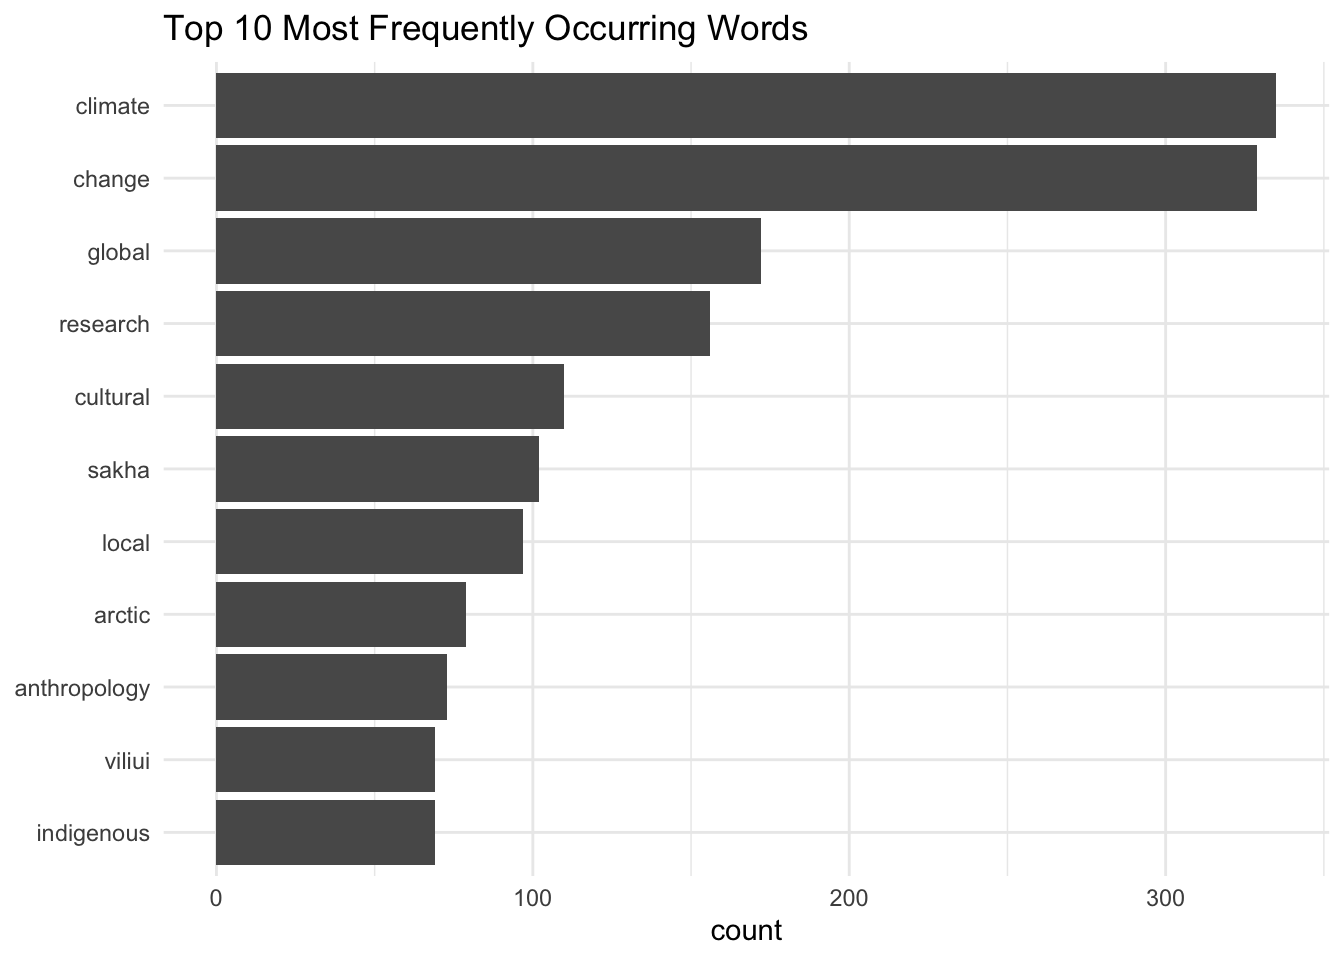 Top 10 Most Frequently Occurring Words
climate
change
global
research
cultural
sakha
local
arctic
anthropology
viliui
indigenous
0 100 200 300
count